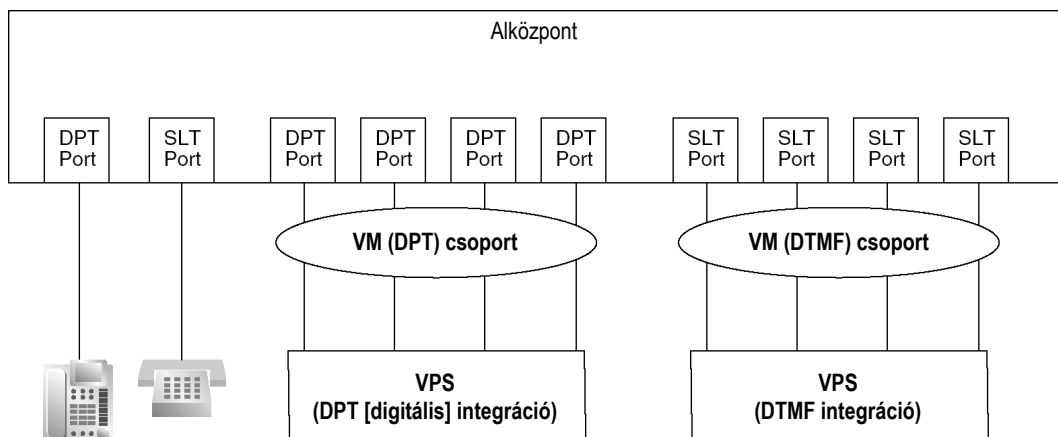 Alközpont
DPT
Port
SLT
Port
DPT
Port
DPT
Port
DPT
Port
DPT
Port
SLT
Port
SLT
Port
SLT
Port
SLT
Port
VM (DPT) csoport
VM (DTMF) csoport
VPS
(DPT [digitális] integráció)
VPS
(DTMF integráció)